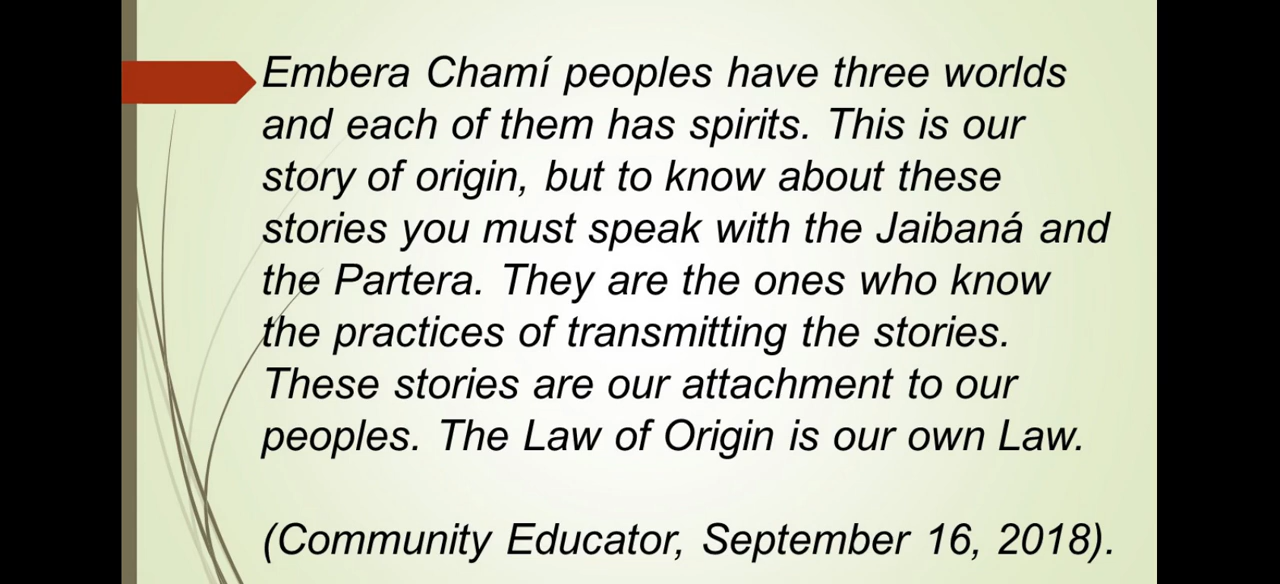 Embera Chamí peoples have three worlds
and each of them has spirits. This is our
story of origin, but to know about these
stories you must speak with the Jaibaná and
the Partera. They are the ones who know
the practices of transmitting the stories.
These stories are our attachment to our
peoples. The Law of Origin is our own Law.
(Community Educator, September 16, 2018).